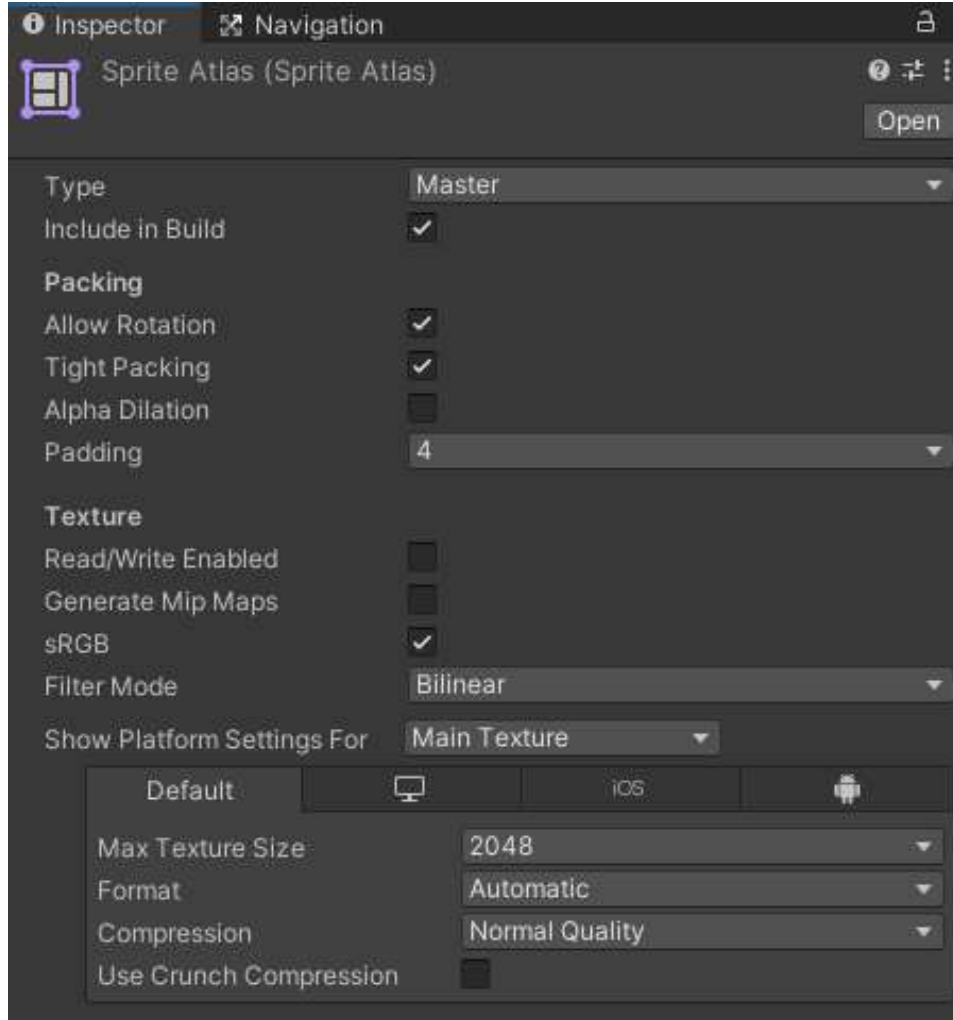 Inspector Navigation
Sprite Atlas (Sprite Atlas)
Open
Type Master
Include in Build
Packing
Allow Rotation
Tight Packing
Alpha Dilation
Padding 4
Texture
Read/Write Enabled
Generate Mip Maps
sRGB
Filter Mode Bilinear
Show Platform Settings For Main Texture
Default iOS
Max Texture Size 2048
Format Automatic
Compression Normal Quality
Use Crunch Compression